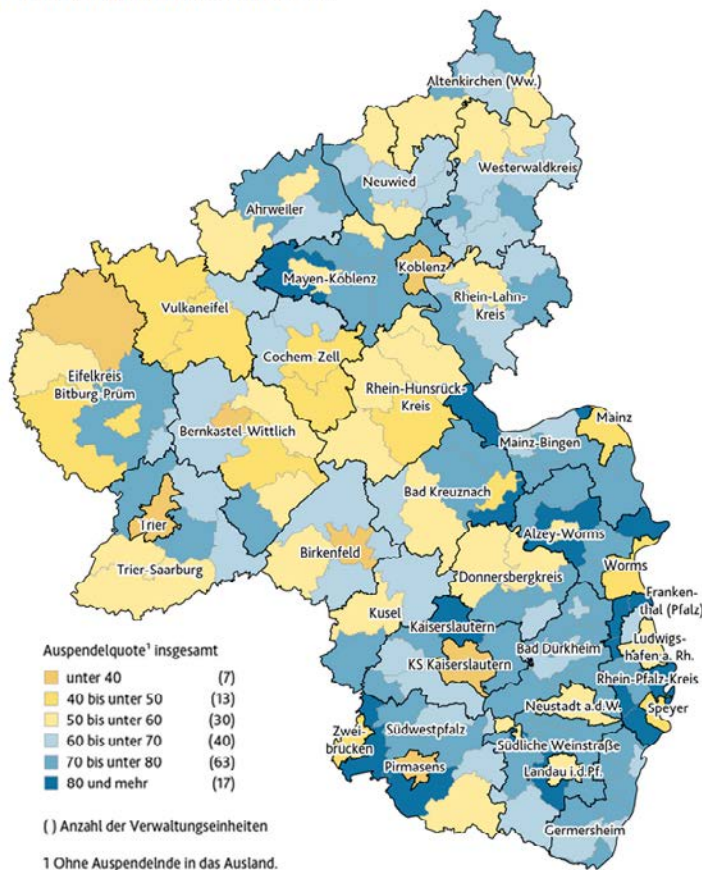 Altenkirchen (Ww.)
Westerwaldkreis
Neuwied
Ahrweiler
Mayen-Koblenz
Koblenz
Rhein-Lahn-
Kreis
Vulkaneifel
Cochem-Zell
Eifelkreis
Bitburg-Prüm
Rhein-Hunsrück-
Kreis
Bernkastel-Wittlich
Mainz
Mainz-Bingen
Bad Kreuznach
Alzey-Worms
Trier
Birkenfeld
Trier-Saarburg
Donnersbergkreis
Worms
Kusel
Kaiserslautern
Franken-
thal (Pfalz)
Ludwigs-
hafen a. Rh.
KS Kaiserslautern
Bad Dürkheim
Rhein-Pfalz-Kreis
Neustadt a.d.W.
Speyer
Zwei-
brücken
Südwestpfalz
Südliche Weinstraße
Pirmasens
Landau i.d.Pf.
Germersheim
Auspendelquote¹ insgesamt
unter 40 (7)
40 bis unter 50 (13)
50 bis unter 60 (30)
60 bis unter 70 (40)
70 bis unter 80 (63)
80 und mehr (17)
( ) Anzahl der Verwaltungseinheiten
1 Ohne Auspendelnde in das Ausland.